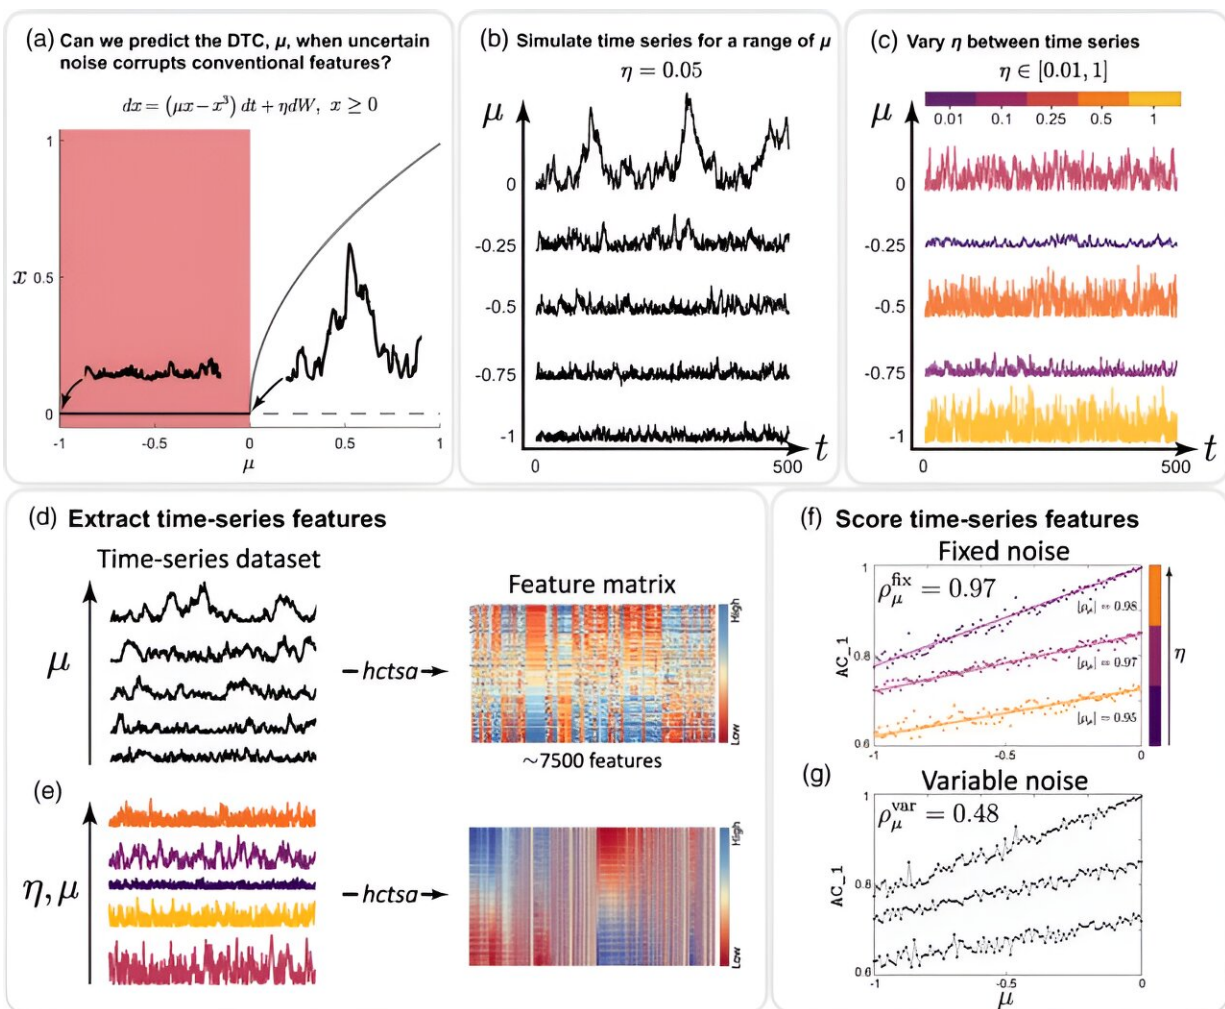 (a) Can we predict the DTC, μ, when uncertain
noise corrupts conventional features?
dx = (μx − x³) dt + ηdW, x ≥ 0
1
x 0.5
0
-1 -0.5 0 0.5 1
μ
(b) Simulate time series for a range of μ
η = 0.05
μ
0
-0.25
-0.5
-0.75
-1
t
0 500
(c) Vary η between time series
η ∈ [0.01, 1]
0.01 0.1 0.25 0.5 1
μ
0
-0.25
-0.5
-0.75
-1
t
0 500
(d) Extract time-series features
Time-series dataset
μ
hctsa
Feature matrix
High
Low
~7500 features
(e)
η, μ
hctsa
High
Low
(f) Score time-series features
Fixed noise
ρμ^fix = 0.97
1
0.8
0.6
AC_1
|ρμ| = 0.98
|ρμ| = 0.97
|ρμ| = 0.95
-1 -0.5 0
η
(g) Variable noise
ρμ^var = 0.48
1
0.8
0.6
AC_1
-1 -0.5 0
μ